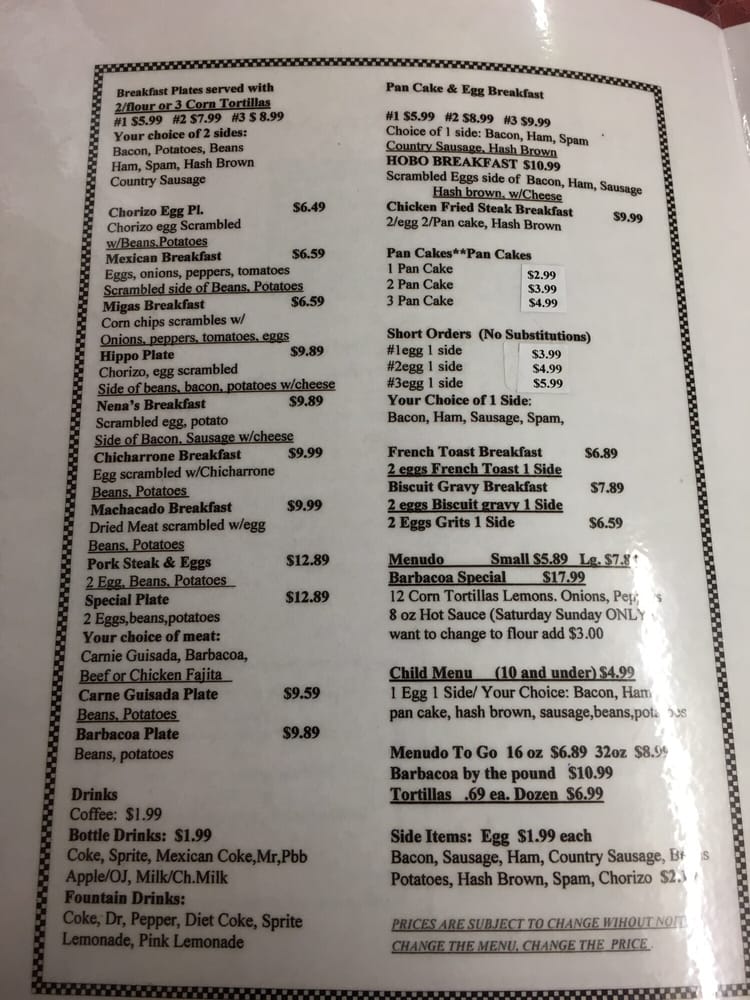 Breakfast Plates served with
2/flour or 3 Corn Tortillas
#1 $5.99 #2 $7.99 #3 $ 8.99
Your choice of 2 sides:
Bacon, Potatoes, Beans
Ham, Spam, Hash Brown
Country Sausage
Chorizo Egg Pl. $6.49
Chorizo egg Scrambled
w/Beans,Potatoes
Mexican Breakfast $6.59
Eggs, onions, peppers, tomatoes
Scrambled side of Beans, Potatoes
Migas Breakfast $6.59
Corn chips scrambles w/
Onions, peppers, tomatoes, eggs
Hippo Plate $9.89
Chorizo, egg scrambled
Side of beans, bacon, potatoes w/cheese
Nena's Breakfast $9.89
Scrambled egg, potato
Side of Bacon, Sausage w/cheese
Chicharrone Breakfast $9.99
Egg scrambled w/Chicharrone
Beans, Potatoes
Machacado Breakfast $9.99
Dried Meat scrambled w/egg
Beans, Potatoes
Pork Steak & Eggs $12.89
2 Egg, Beans, Potatoes
Special Plate $12.89
2 Eggs,beans,potatoes
Your choice of meat:
Carnie Guisada, Barbacoa,
Beef or Chicken Fajita
Carne Guisada Plate $9.59
Beans, Potatoes
Barbacoa Plate $9.89
Beans, potatoes
Drinks
Coffee: $1.99
Bottle Drinks: $1.99
Coke, Sprite, Mexican Coke,Mr,Pbb
Apple/OJ, Milk/Ch.Milk
Fountain Drinks:
Coke, Dr, Pepper, Diet Coke, Sprite
Lemonade, Pink Lemonade
Pan Cake & Egg Breakfast
#1 $5.99 #2 $8.99 #3 $9.99
Choice of 1 side: Bacon, Ham, Spam
Country Sausage, Hash Brown
HOBO BREAKFAST $10.99
Scrambled Eggs side of Bacon, Ham, Sausage
Hash brown, w/Cheese
Chicken Fried Steak Breakfast $9.99
2/egg 2/Pan cake, Hash Brown
Pan Cakes**Pan Cakes
1 Pan Cake $2.99
2 Pan Cake $3.99
3 Pan Cake $4.99
Short Orders (No Substitutions)
#1egg 1 side $3.99
#2egg 1 side $4.99
#3egg 1 side $5.99
Your Choice of 1 Side:
Bacon, Ham, Sausage, Spam,
French Toast Breakfast $6.89
2 eggs French Toast 1 Side
Biscuit Gravy Breakfast $7.89
2 eggs Biscuit gravy 1 Side
2 Eggs Grits 1 Side $6.59
Menudo Small $5.89 Lg.
Barbacoa Special $17.99
12 Corn Tortillas Lemons. Onions,
8 oz Hot Sauce (Saturday Sunday ONLY
want to change to flour add $3.00
Child Menu (10 and under) $4.99
1 Egg 1 Side/ Your Choice: Bacon, Ham
pan cake, hash brown, sausage,beans,
Menudo To Go 16 oz $6.89 32oz $8.99
Barbacoa by the pound $10.99
Tortillas .69 ea. Dozen $6.99
Side Items: Egg $1.99 each
Bacon, Sausage, Ham, Country Sausage,
Potatoes, Hash Brown, Spam, Chorizo
PRICES ARE SUBJECT TO CHANGE WIHOUT
CHANGE THE MENU, CHANGE THE PRICE.